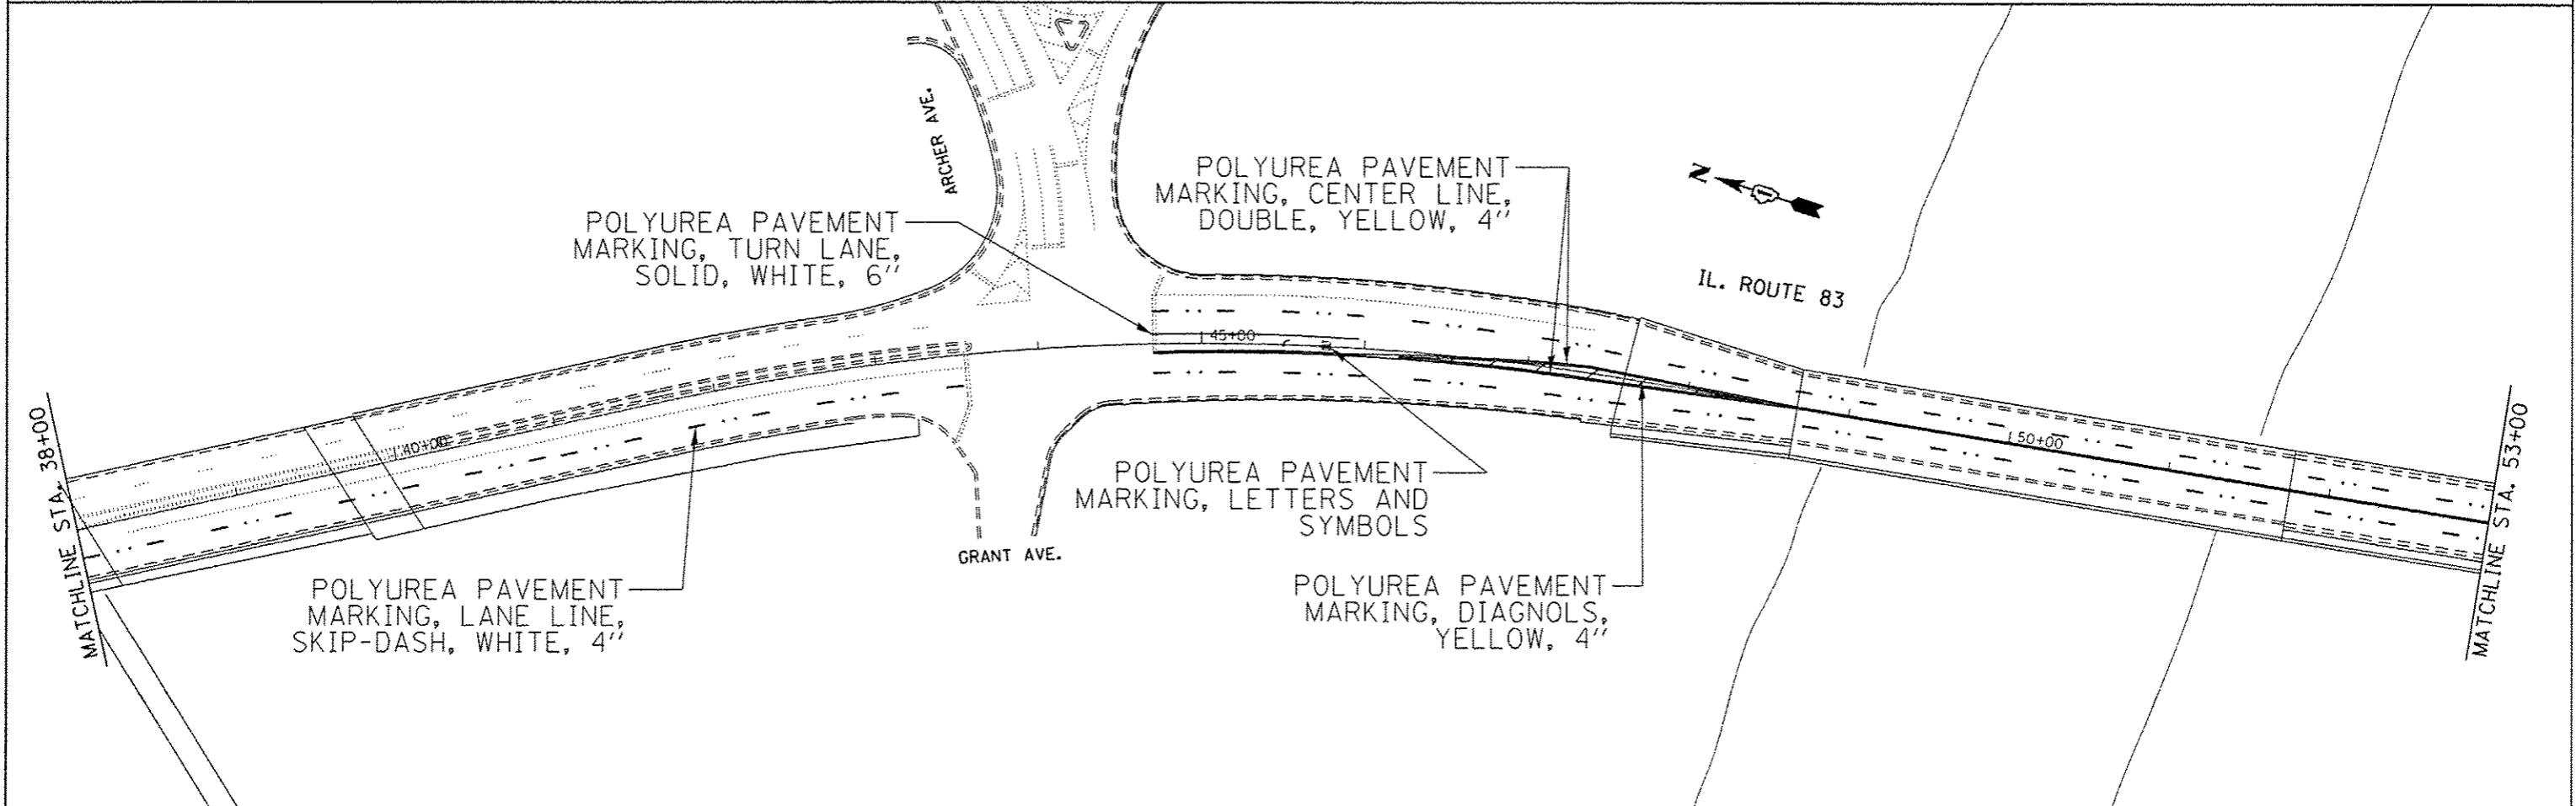 ARCHER AVE.
POLYUREA PAVEMENT
MARKING, TURN LANE,
SOLID, WHITE, 6"
POLYUREA PAVEMENT
MARKING, CENTER LINE,
DOUBLE, YELLOW, 4"
N
IL. ROUTE 83
45+00
MATCHLINE STA. 38+00
40+00
50+00
MATCHLINE STA. 53+00
POLYUREA PAVEMENT
MARKING, LETTERS AND
SYMBOLS
GRANT AVE.
POLYUREA PAVEMENT
MARKING, LANE LINE,
SKIP-DASH, WHITE, 4"
POLYUREA PAVEMENT
MARKING, DIAGNOLS,
YELLOW, 4"